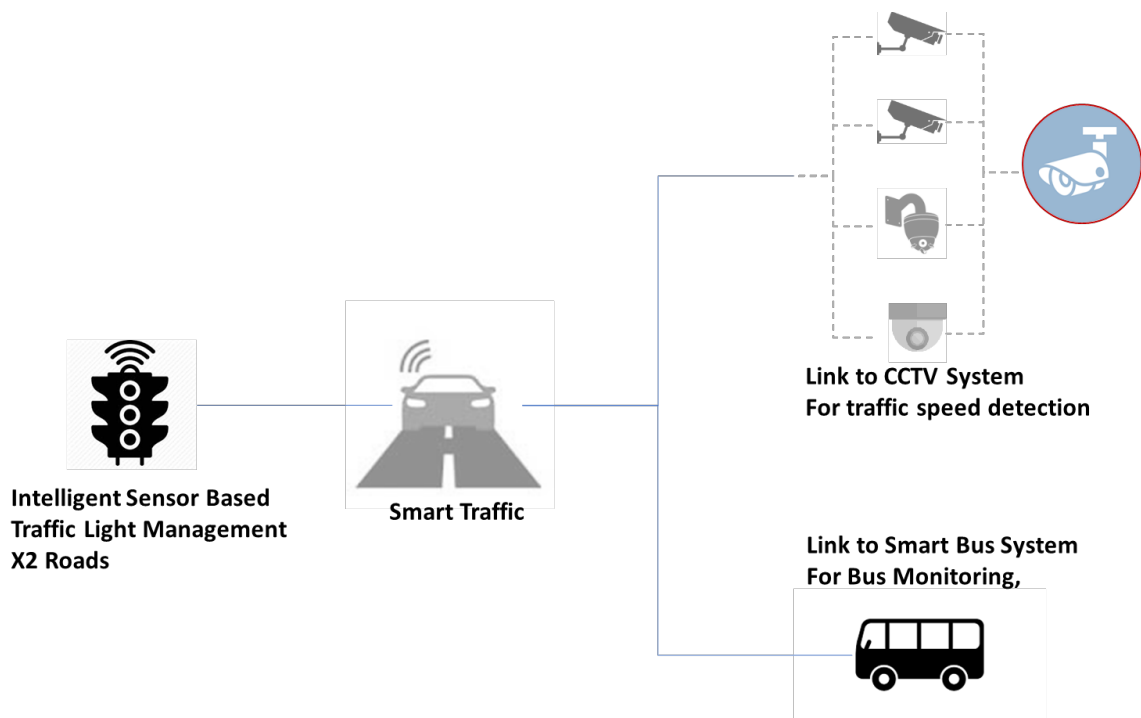 Link to CCTV System
For traffic speed detection
Intelligent Sensor Based
Traffic Light Management
X2 Roads
Smart Traffic
Link to Smart Bus System
For Bus Monitoring,